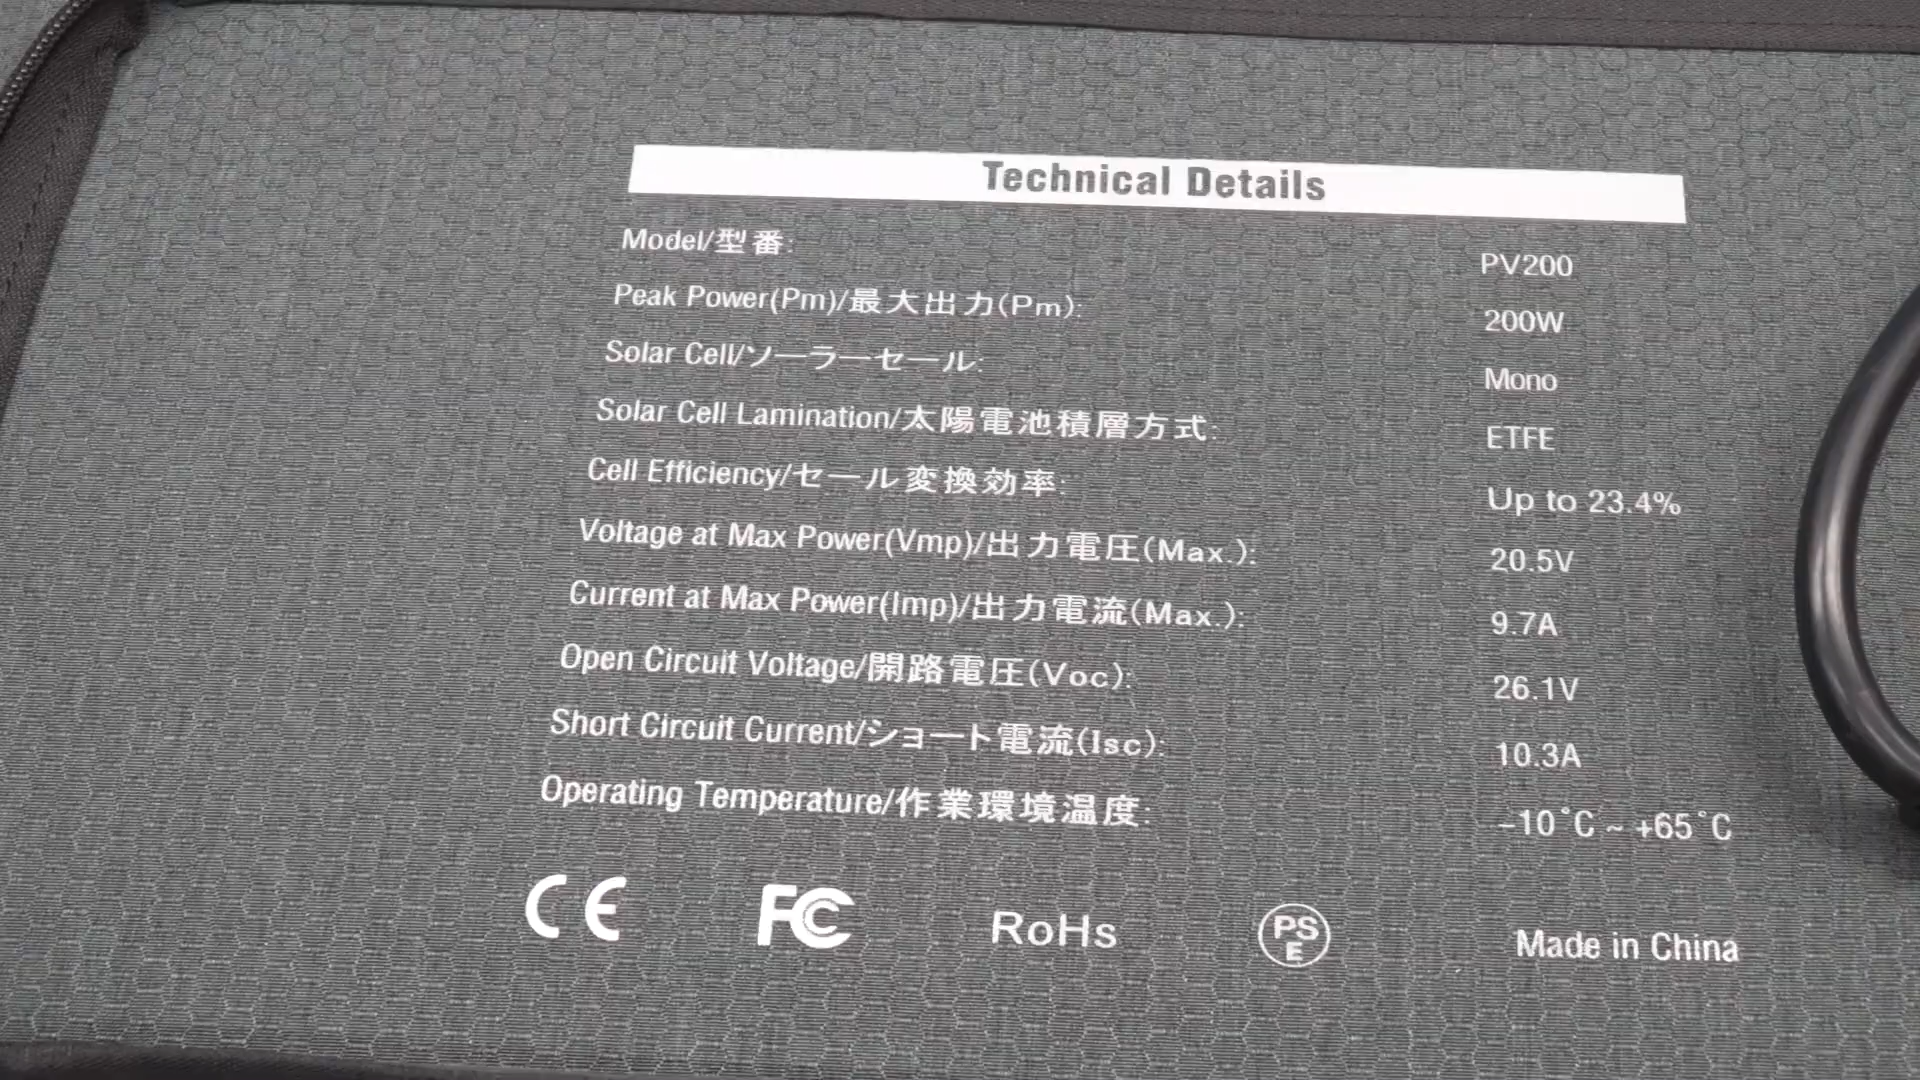 Technical Details
Model/型番: PV200
Peak Power(Pm)/最大出力(Pm): 200W
Solar Cell/ソーラーセール: Mono
Solar Cell Lamination/太陽電池積層方式: ETFE
Cell Efficiency/セール変換効率: Up to 23.4%
Voltage at Max Power(Vmp)/出力電圧(Max.): 20.5V
Current at Max Power(Imp)/出力電流(Max.): 9.7A
Open Circuit Voltage/開路電圧(Voc): 26.1V
Short Circuit Current/ショート電流(Isc): 10.3A
Operating Temperature/作業環境温度: -10°C ~ +65°C
CE FC RoHs PSE Made in China